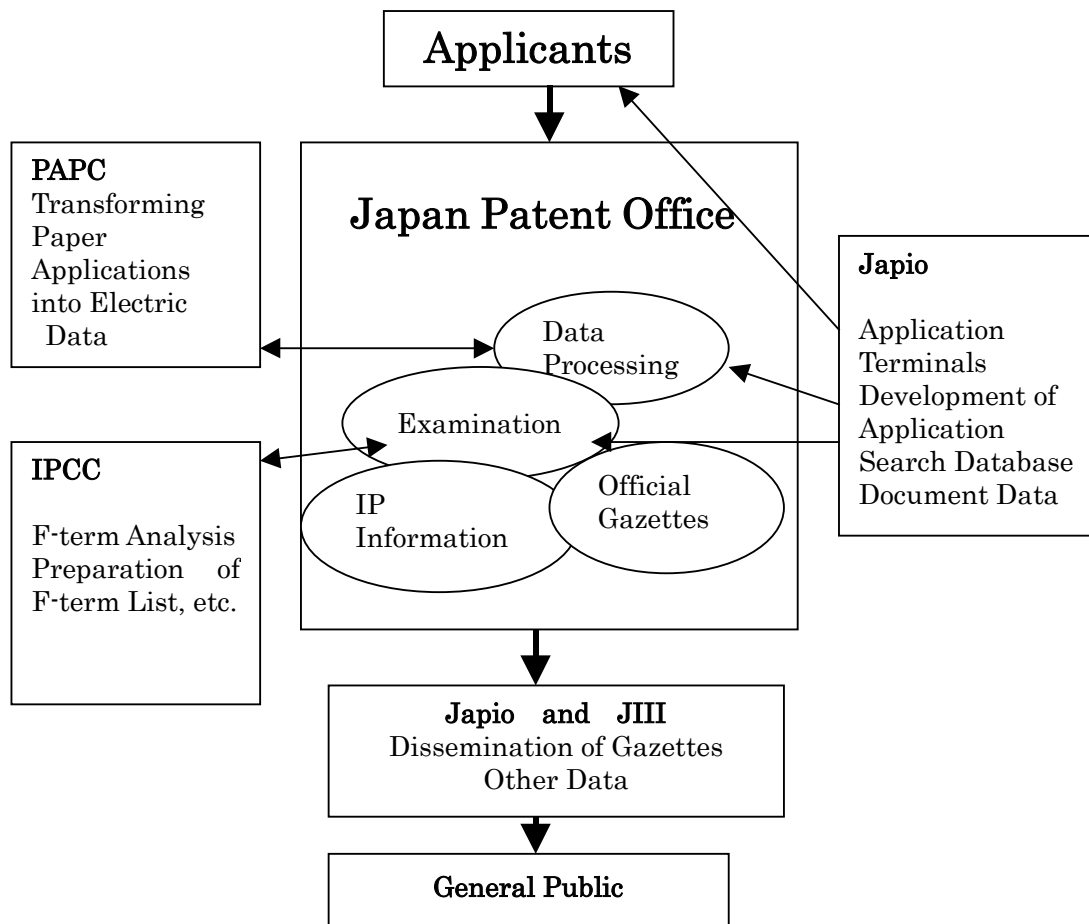 Applicants
PAPC
Transforming
Paper
Applications
into Electric
Data
Japan Patent Office
Japio
Application
Terminals
Development of
Application
Search Database
Document Data
Data
Processing
Examination
IPCC
F-term Analysis
Preparation of
F-term List, etc.
IP
Information
Official
Gazettes
Japio and JIII
Dissemination of Gazettes
Other Data
General Public